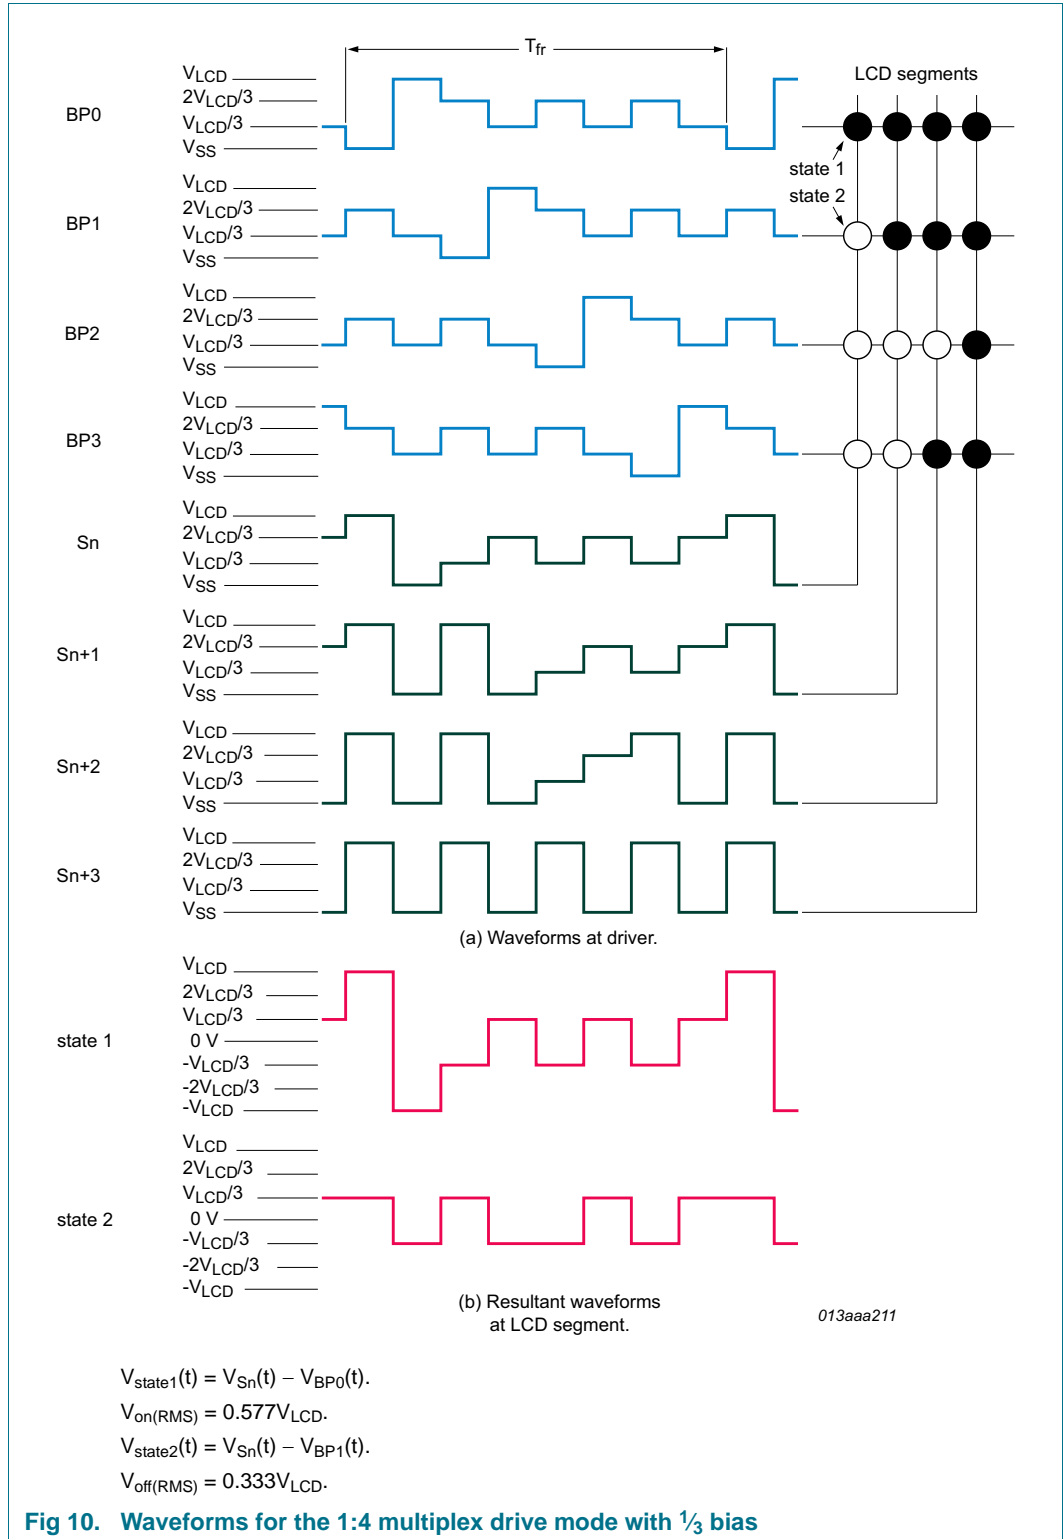 Tfr
LCD segments
BP0
VLCD
2VLCD/3
VLCD/3
VSS
state 1
state 2
BP1
VLCD
2VLCD/3
VLCD/3
VSS
BP2
VLCD
2VLCD/3
VLCD/3
VSS
BP3
VLCD
2VLCD/3
VLCD/3
VSS
Sn
VLCD
2VLCD/3
VLCD/3
VSS
Sn+1
VLCD
2VLCD/3
VLCD/3
VSS
Sn+2
VLCD
2VLCD/3
VLCD/3
VSS
Sn+3
VLCD
2VLCD/3
VLCD/3
VSS
(a) Waveforms at driver.
state 1
VLCD
2VLCD/3
VLCD/3
0 V
-VLCD/3
-2VLCD/3
-VLCD
state 2
VLCD
2VLCD/3
VLCD/3
0 V
-VLCD/3
-2VLCD/3
-VLCD
(b) Resultant waveforms
at LCD segment.
013aaa211
Vstate1(t) = VSn(t) − VBP0(t).
Von(RMS) = 0.577VLCD.
Vstate2(t) = VSn(t) − VBP1(t).
Voff(RMS) = 0.333VLCD.
Fig 10. Waveforms for the 1:4 multiplex drive mode with 1⁄3 bias